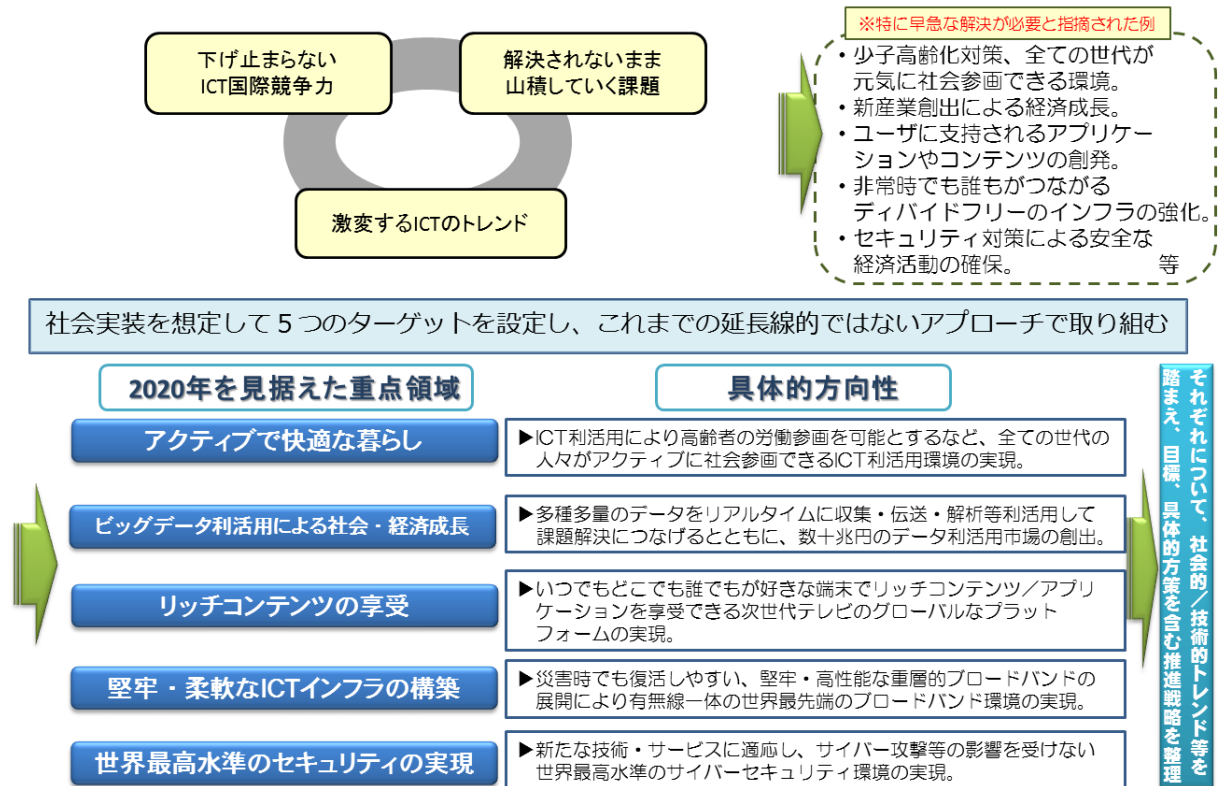 下げ止まらない
ICT国際競争力
解決されないまま
山積していく課題
激変するICTのトレンド
※特に早急な解決が必要と指摘された例
・少子高齢化対策、全ての世代が
元気に社会参画できる環境。
・新産業創出による経済成長。
・ユーザに支持されるアプリケー
ションやコンテンツの創発。
・非常時でも誰もがつながる
ディバイドフリーのインフラの強化。
・セキュリティ対策による安全な
経済活動の確保。 等
社会実装を想定して５つのターゲットを設定し、これまでの延長線的ではないアプローチで取り組む
2020年を見据えた重点領域
具体的方向性
アクティブで快適な暮らし
▶ICT利活用により高齢者の労働参画を可能とするなど、全ての世代の
人々がアクティブに社会参画できるICT利活用環境の実現。
ビッグデータ利活用による社会・経済成長
▶多種多量のデータをリアルタイムに収集・伝送・解析等利活用して
課題解決につなげるとともに、数十兆円のデータ利活用市場の創出。
リッチコンテンツの享受
▶いつでもどこでも誰でもが好きな端末でリッチコンテンツ／アプリ
ケーションを享受できる次世代テレビのグローバルなプラット
フォームの実現。
堅牢・柔軟なICTインフラの構築
▶災害時でも復活しやすい、堅牢・高性能な重層的ブロードバンドの
展開により有無線一体の世界最先端のブロードバンド環境の実現。
世界最高水準のセキュリティの実現
▶新たな技術・サービスに適応し、サイバー攻撃等の影響を受けない
世界最高水準のサイバーセキュリティ環境の実現。
それぞれについて、社会的／技術的トレンド等を
踏まえ、目標、具体的方策を含む推進戦略を整理